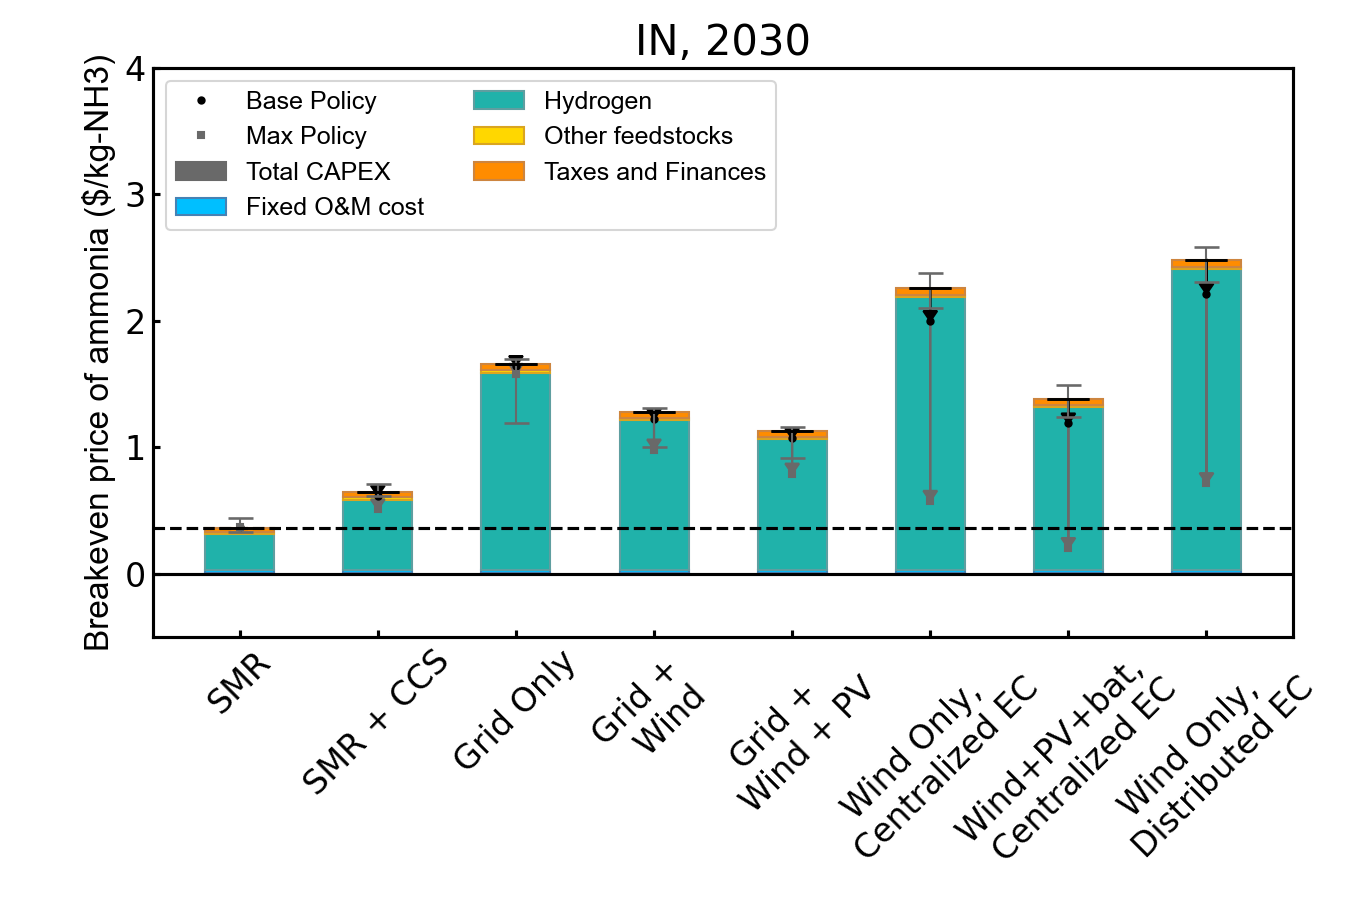 IN, 2030
Breakeven price of ammonia ($/kg-NH3)
4
3
2
1
0
Base Policy
Max Policy
Total CAPEX
Fixed O&M cost
Hydrogen
Other feedstocks
Taxes and Finances
SMR
SMR + CCS
Grid Only
Grid +
Wind
Grid +
Wind + PV
Wind Only,
Centralized EC
Wind+PV+bat,
Centralized EC
Wind Only,
Distributed EC